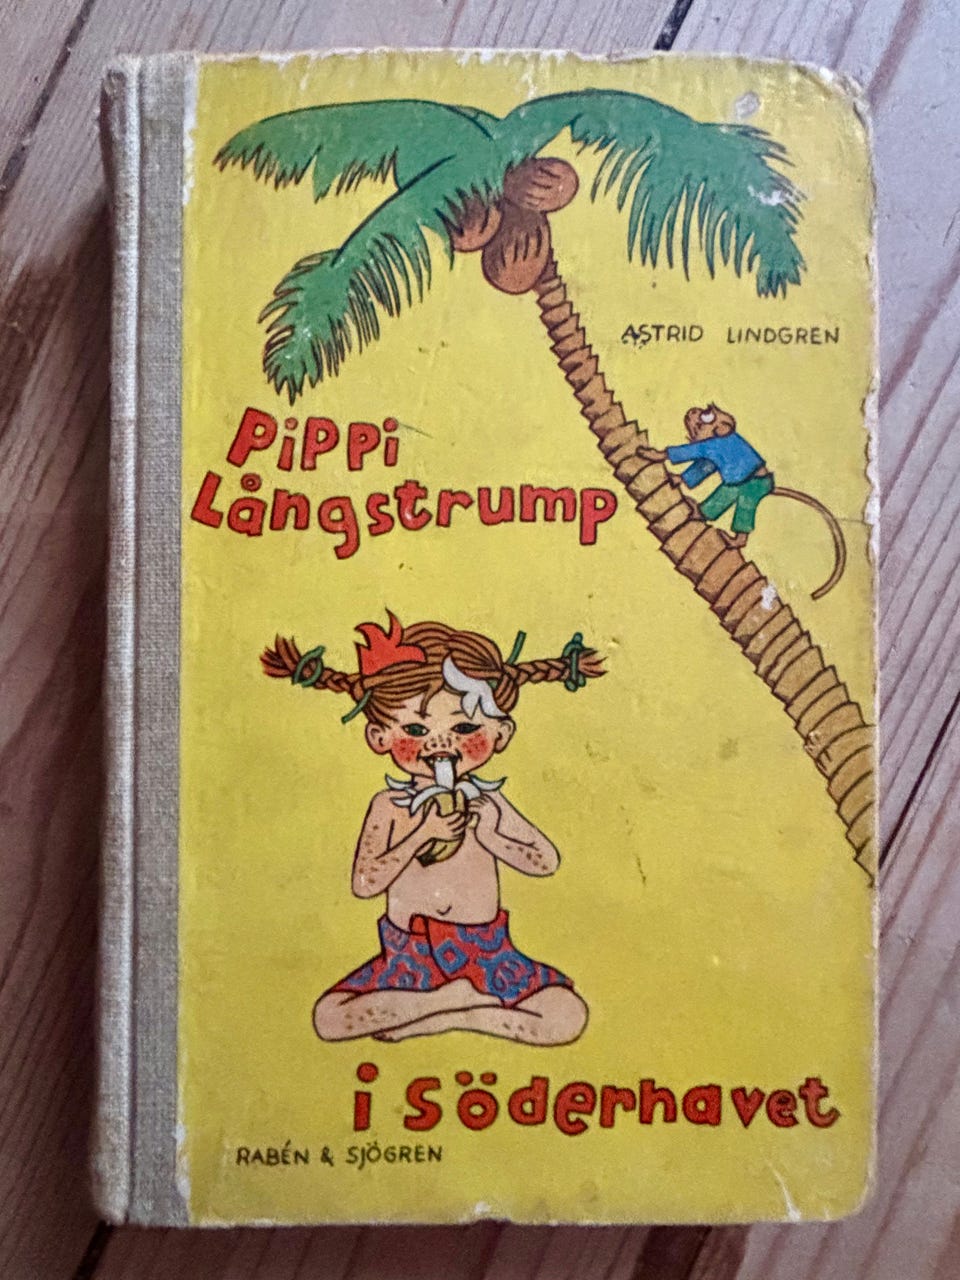 ASTRID LINDGREN
Pippi
Långstrump
i Söderhavet
RABÉN & SJÖGREN